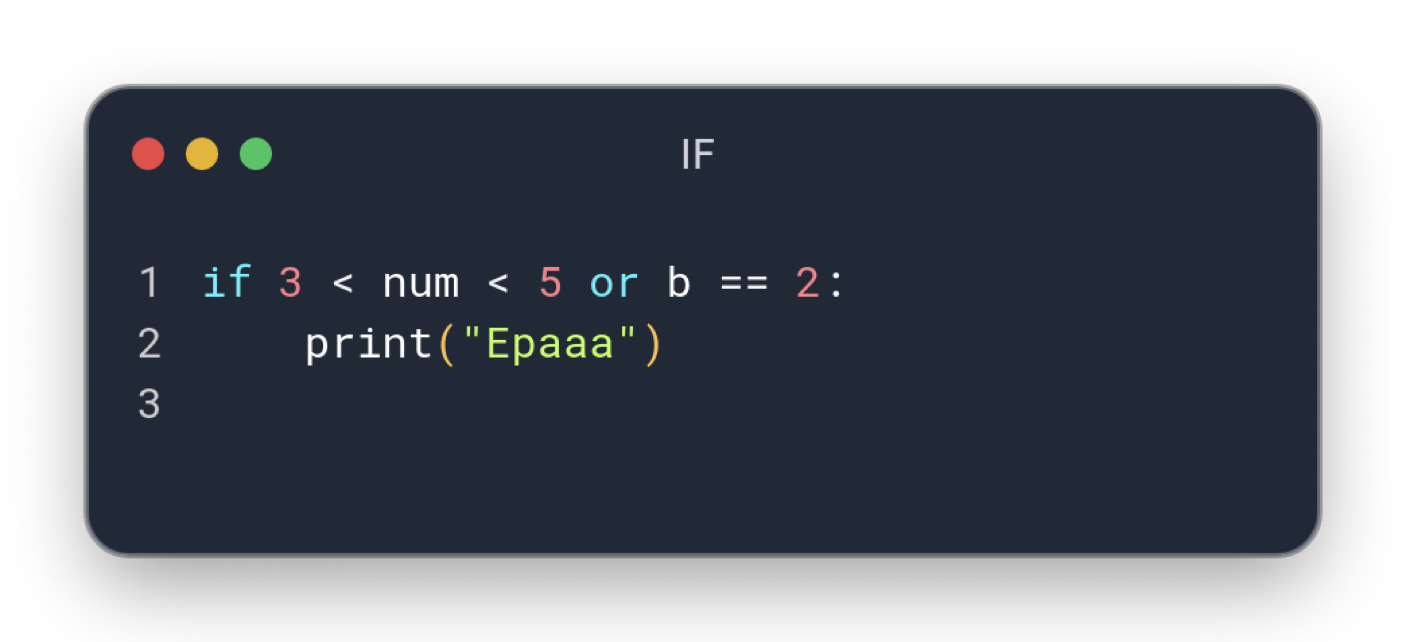 IF
1 if 3 < num < 5 or b == 2:
2     print("Epaaa")
3